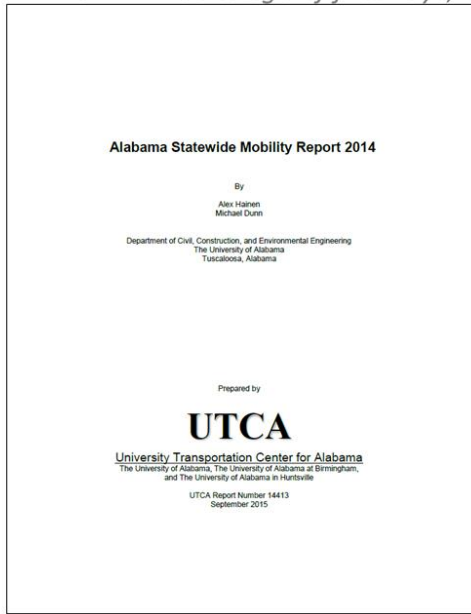 Alabama Statewide Mobility Report 2014
By
Alex Hainen
Michael Dunn
Department of Civil, Construction, and Environmental Engineering
The University of Alabama
Tuscaloosa, Alabama
Prepared by
UTCA
University Transportation Center for Alabama
The University of Alabama, The University of Alabama at Birmingham,
and The University of Alabama in Huntsville
UTCA Report Number 14413
September 2015